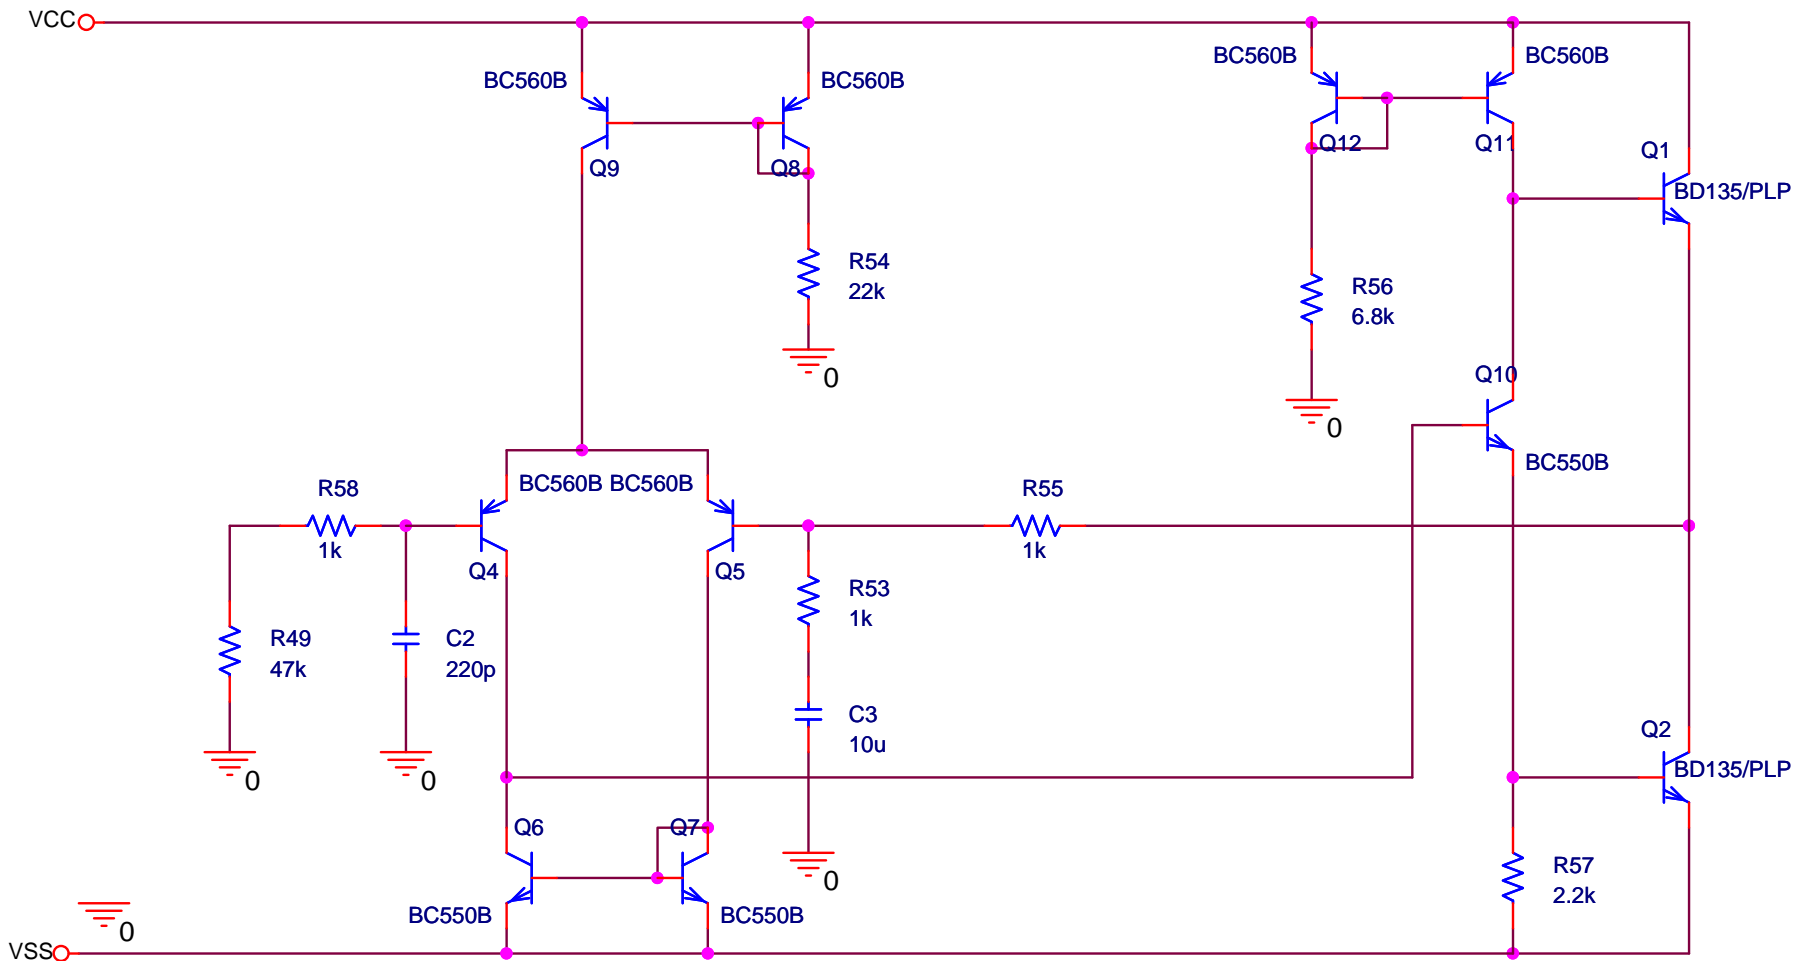 VCC
BC560B
BC560B
BC560B
BC560B
Q9
Q8
Q12
Q11
Q1
BD135/PLP
R54
22k
0
R56
6.8k
0
Q10
BC550B
R58
1k
BC560B BC560B
Q4
Q5
R55
1k
R53
1k
R49
47k
0
C2
220p
0
C3
10u
0
Q2
BD135/PLP
Q6
Q7
BC550B
BC550B
R57
2.2k
0
VSS